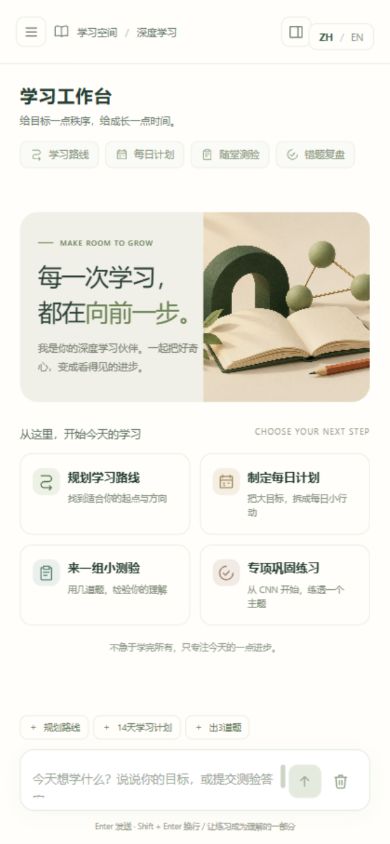 学习空间 / 深度学习
ZH / EN
学习工作台
给目标一点秩序，给成长一点时间。
学习路线
每日计划
随堂测验
错题复盘
MAKE ROOM TO GROW
每一次学习，
都在向前一步。
我是你的深度学习伙伴。一起把好奇
心，变成看得见的进步。
从这里，开始今天的学习
CHOOSE YOUR NEXT STEP
规划学习路线
找到适合你的起点与方向
制定每日计划
把大目标，拆成每日小行
动
来一组小测验
用几道题，检验你的理解
专项巩固练习
从 CNN 开始，练透一个
主题
不急于学完所有，只专注今天的一点进步。
+ 规划路线
+ 14天学习计划
+ 出3道题
今天想学什么？说说你的目标，或提交测验答
Enter 发送 · Shift + Enter 换行 / 让练习成为理解的一部分